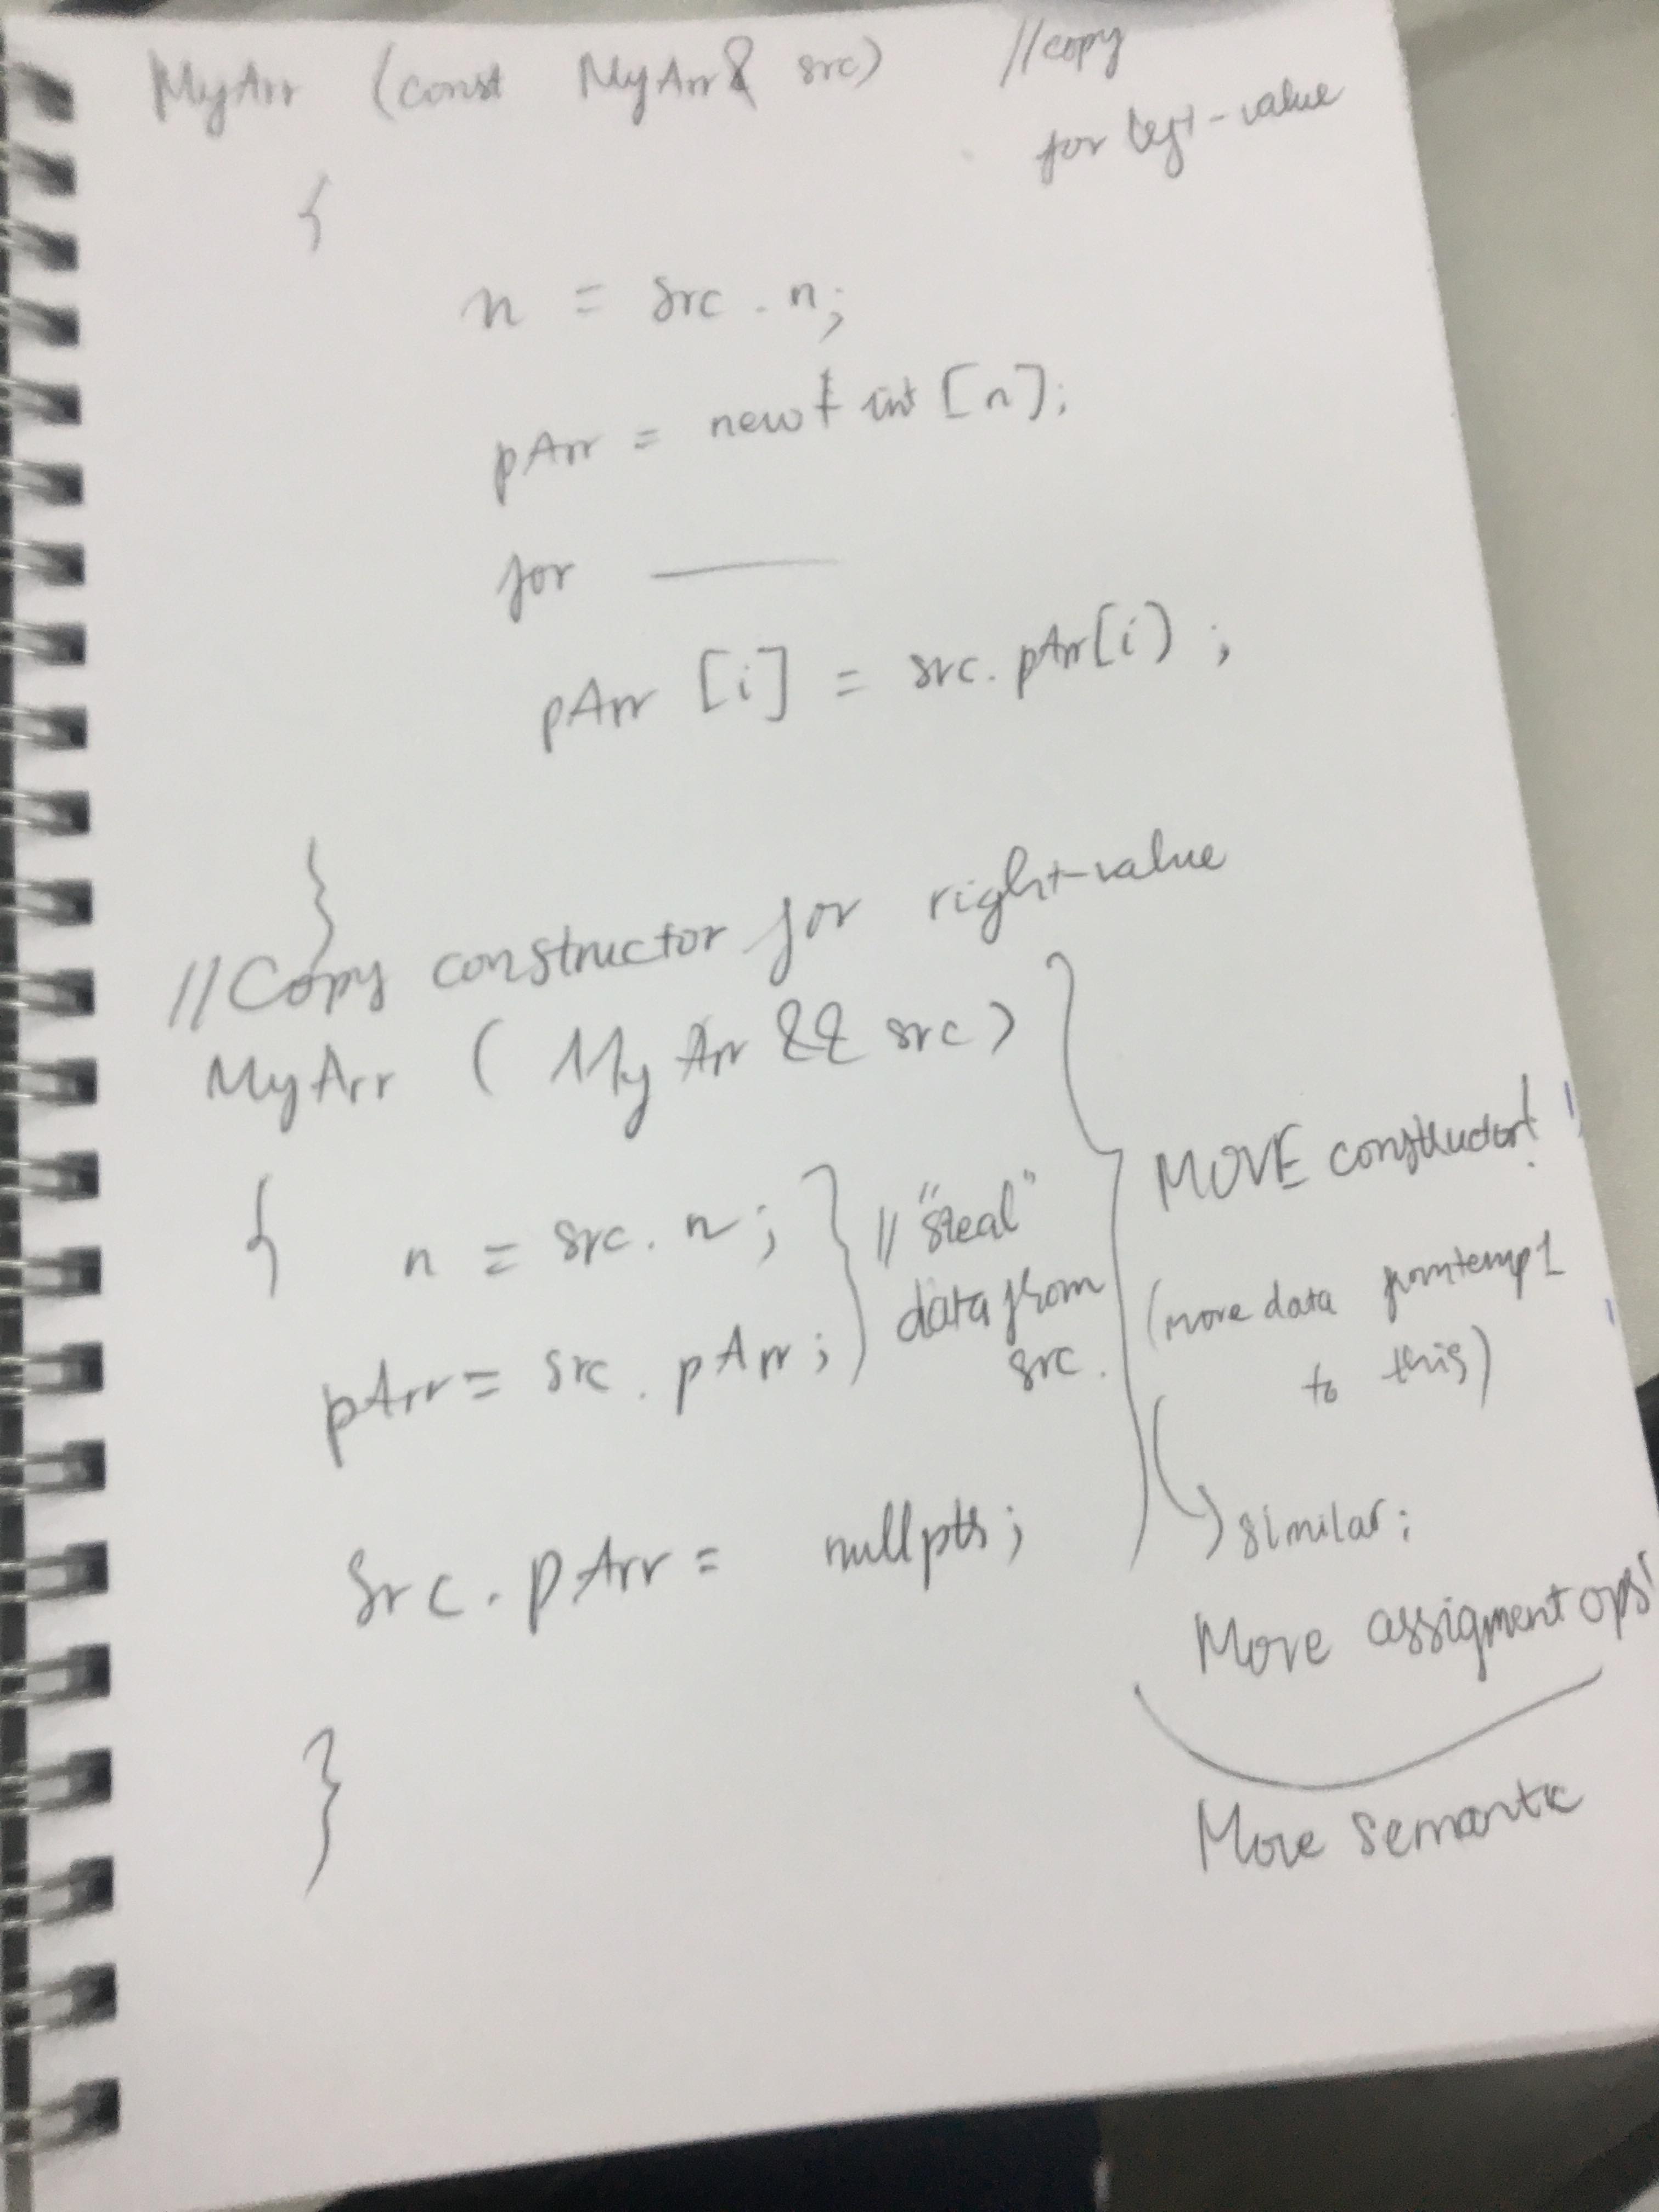 MyArr (const MyArr& src) //copy
for left-value
{
n = src.n;
pArr = new int [n];
for ———
pArr [i] = src.pArr[i);
}
//Copy constructor for right-value
MyArr ( MyArr && src)
{ n = src.n; } // "steal"
data from
src.
pArr = src.pArr;
src.pArr = nullptr;
}
MOVE constructor!
(move data from temp1
to this)
similar:
Move assigment ops!
Move semantic